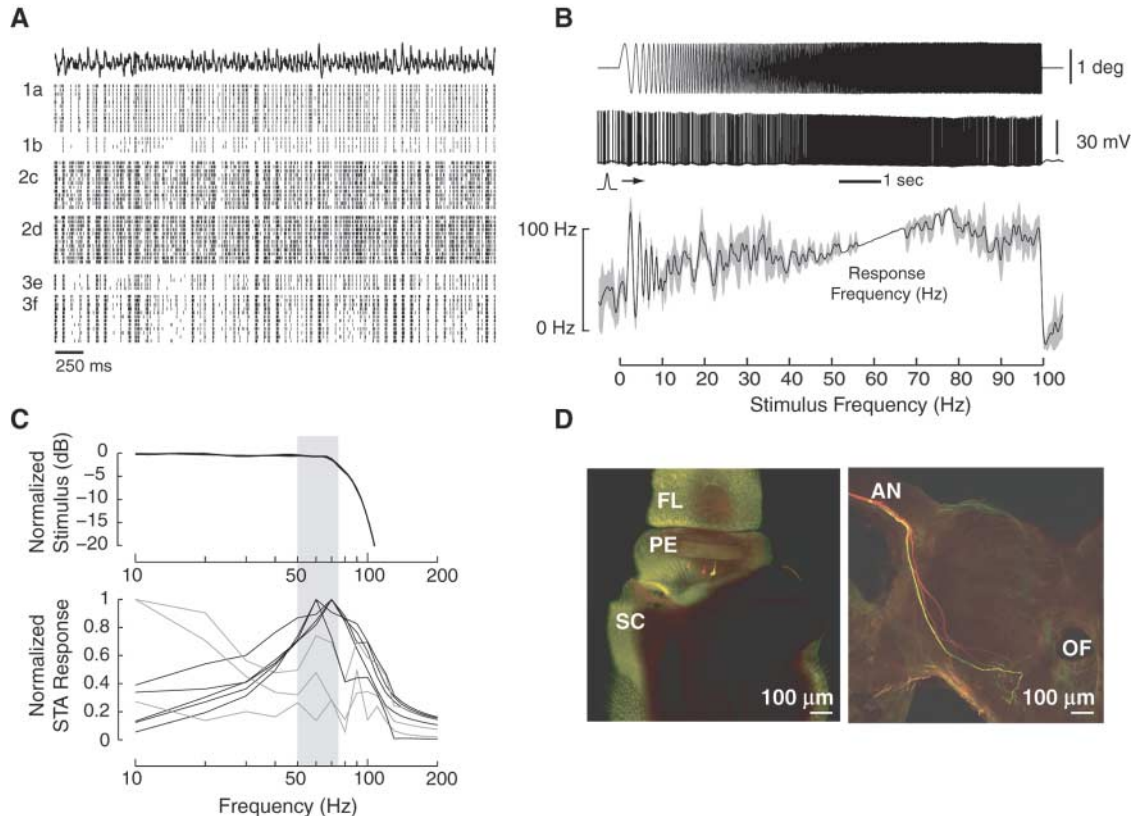 A
1a
1b
2c
2d
3e
3f
250 ms
B
1 deg
30 mV
1 sec
100 Hz
0 Hz
Response
Frequency (Hz)
0 10 20 30 40 50 60 70 80 90 100
Stimulus Frequency (Hz)
C
Normalized
Stimulus (dB)
0
−5
−10
−15
−20
10 50 100 200
Normalized
STA Response
1
0.8
0.6
0.4
0.2
0
10 50 100 200
Frequency (Hz)
D
FL
PE
SC
100 μm
AN
OF
100 μm